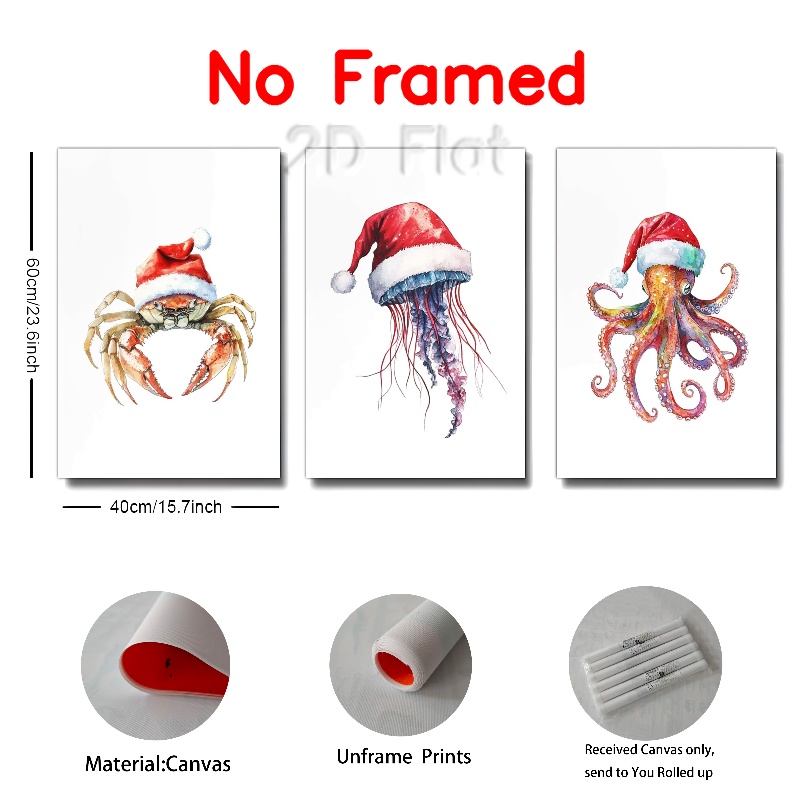 No Framed
2D Flat
60cm/23.6inch
40cm/15.7inch
Material:Canvas
Unframe Prints
Received Canvas only,
send to You Rolled up